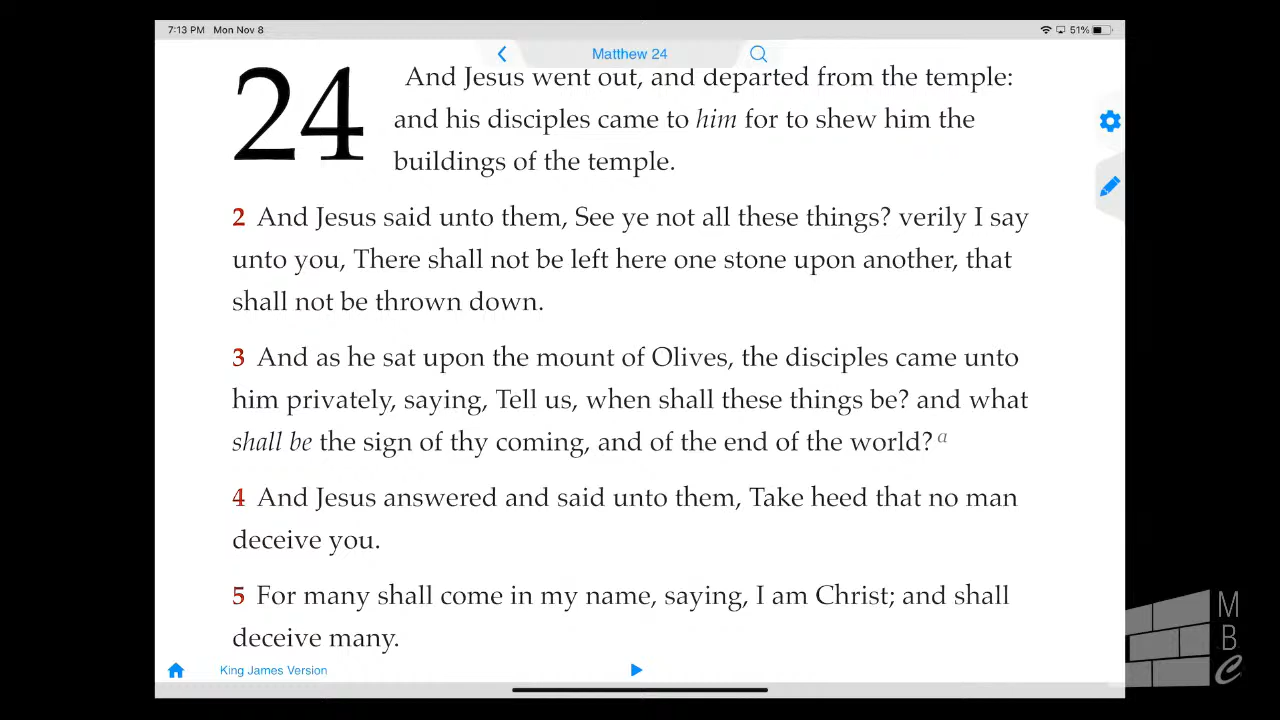 7:13 PM Mon Nov 8
51%
Matthew 24
24
And Jesus went out, and departed from the temple:
and his disciples came to him for to shew him the
buildings of the temple.
2 And Jesus said unto them, See ye not all these things? verily I say
unto you, There shall not be left here one stone upon another, that
shall not be thrown down.
3 And as he sat upon the mount of Olives, the disciples came unto
him privately, saying, Tell us, when shall these things be? and what
shall be the sign of thy coming, and of the end of the world? a
4 And Jesus answered and said unto them, Take heed that no man
deceive you.
5 For many shall come in my name, saying, I am Christ; and shall
deceive many.
King James Version
M
B
C